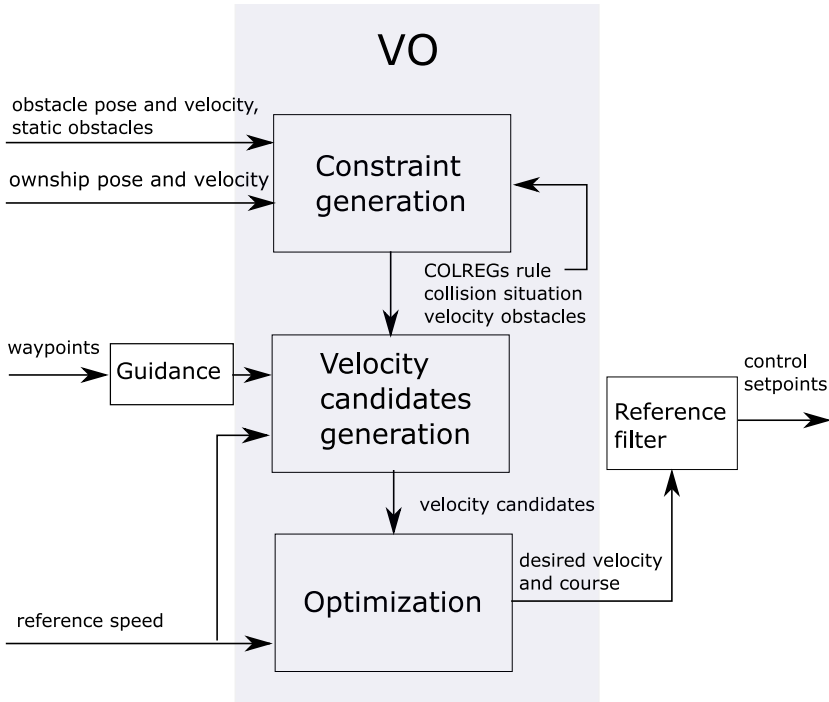 VO
obstacle pose and velocity,
static obstacles
Constraint
generation
ownship pose and velocity
COLREGs rule
collision situation
velocity obstacles
waypoints
Guidance
Velocity
candidates
generation
control
setpoints
Reference
filter
velocity candidates
desired velocity
and course
Optimization
reference speed